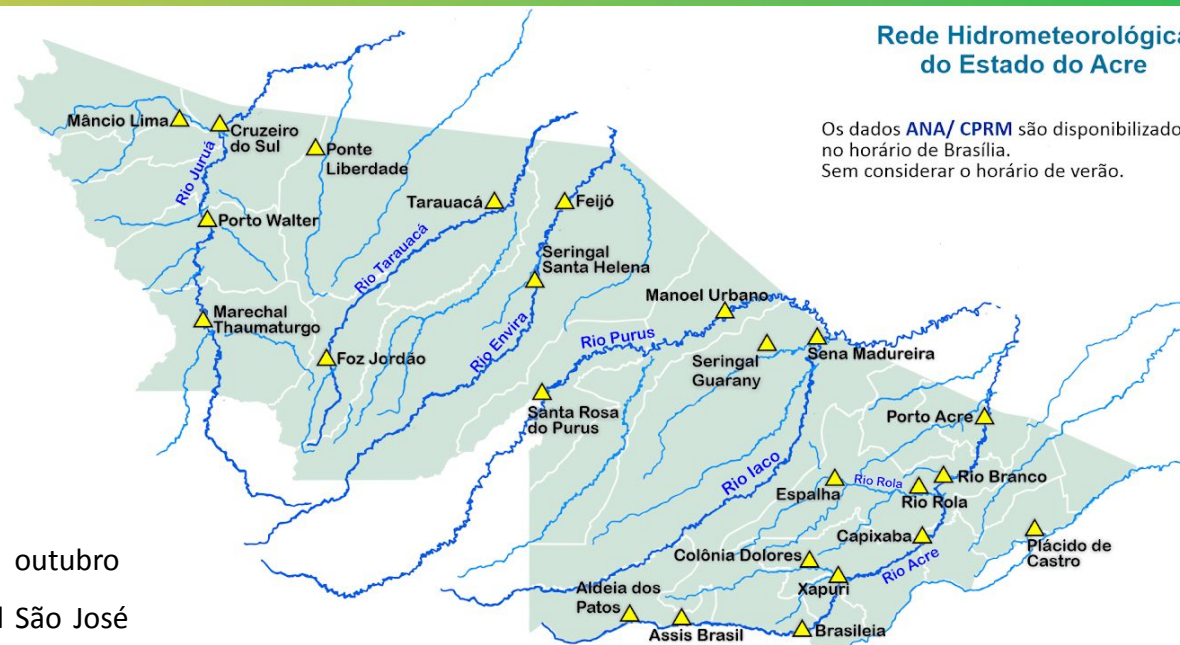 Rede Hidrometeorológica
do Estado do Acre
Os dados ANA/ CPRM são disponibilizado
no horário de Brasília.
Sem considerar o horário de verão.
Mâncio Lima
Cruzeiro
do Sul
Ponte
Liberdade
Rio Juruá
Porto Walter
Tarauacá
Feijó
Rio Tarauacá
Seringal
Santa Helena
Marechal
Thaumaturgo
Foz Jordão
Rio Envira
Manoel Urbano
Rio Purus
Seringal
Guarany
Sena Madureira
Santa Rosa
do Purus
Porto Acre
Rio Iaco
Espalha
Rio Rola
Rio Rola
Rio Branco
Capixaba
Plácido de
Castro
Colônia Dolores
Rio Acre
Xapuri
Aldeia dos
Patos
Assis Brasil
Brasileia
outubro
São José